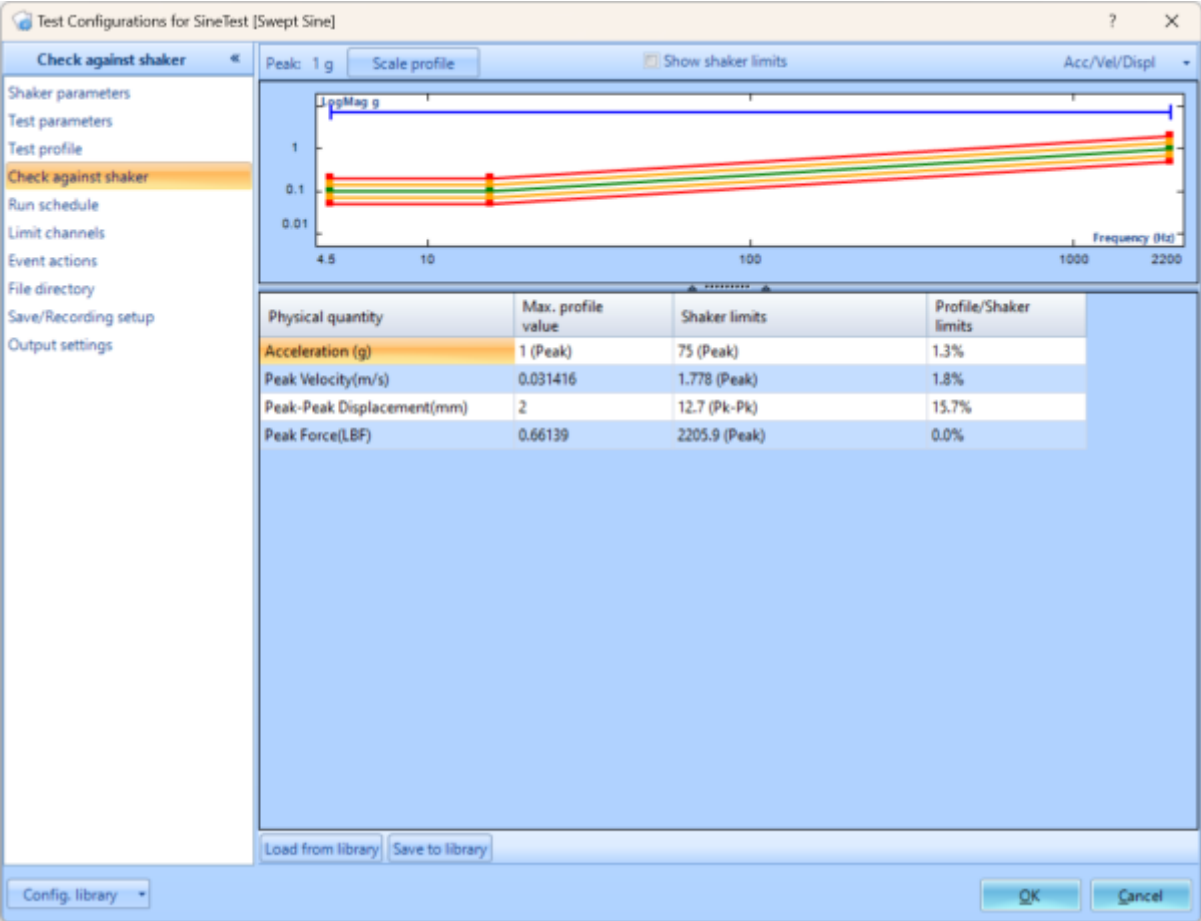 Test Configurations for SineTest [Swept Sine]
?
Check against shaker «
Shaker parameters
Test parameters
Test profile
Check against shaker
Run schedule
Limit channels
Event actions
File directory
Save/Recording setup
Output settings
Peak: 1 g
Scale profile
Show shaker limits
Acc/Vel/Displ
LogMag g
1
0.1
0.01
Frequency (Hz)
4.5 10 100 1000 2200
Physical quantity Max. profile value Shaker limits Profile/Shaker limits
Acceleration (g) 1 (Peak) 75 (Peak) 1.3%
Peak Velocity(m/s) 0.031416 1.778 (Peak) 1.8%
Peak-Peak Displacement(mm) 2 12.7 (Pk-Pk) 15.7%
Peak Force(LBF) 0.66139 2205.9 (Peak) 0.0%
Load from library Save to library
Config. library
OK Cancel